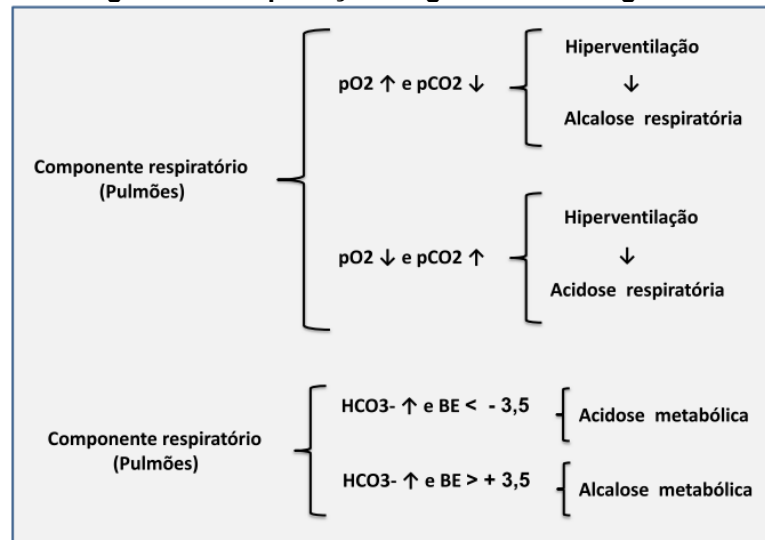 pO2 ↑ e pCO2 ↓
Hiperventilação
↓
Alcalose respiratória
Componente respiratório
(Pulmões)
pO2 ↓ e pCO2 ↑
Hiperventilação
↓
Acidose respiratória
Componente respiratório
(Pulmões)
HCO3- ↑ e BE < - 3,5
Acidose metabólica
HCO3- ↑ e BE > + 3,5
Alcalose metabólica